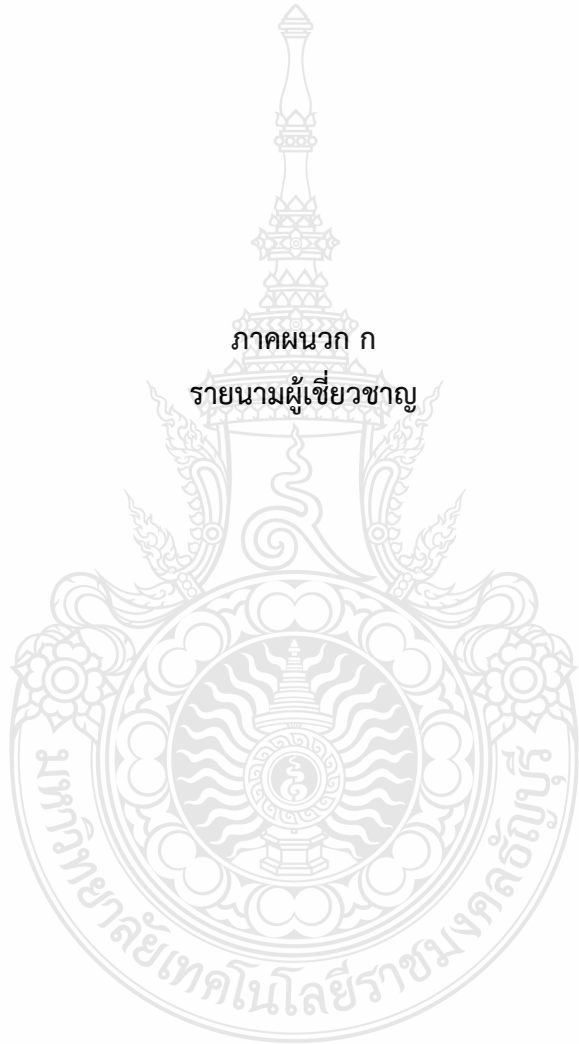 ภาคผนวก ก
รายนามผู้เชี่ยวชาญ
มหาวิทยาลัยเทคโนโลยีราชมงคลธัญบุรี